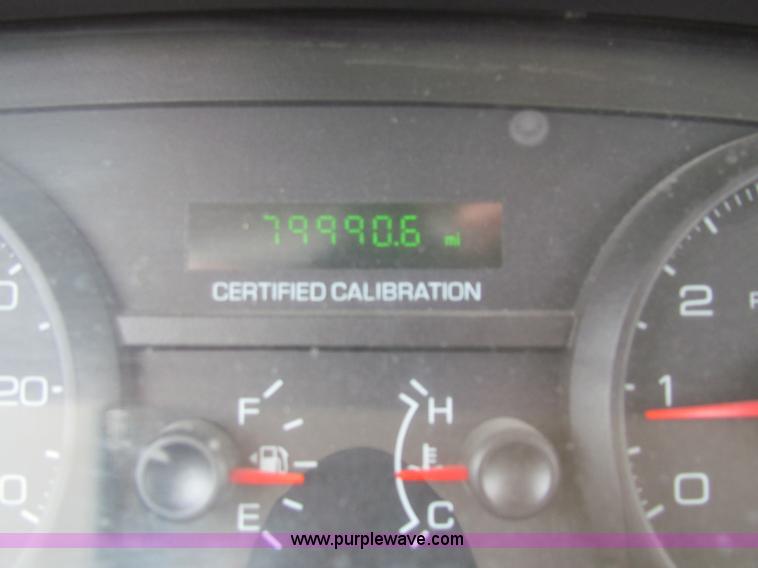 79990.6 mi
CERTIFIED CALIBRATION
2
F H
20 1
0
E C
www.purplewave.com